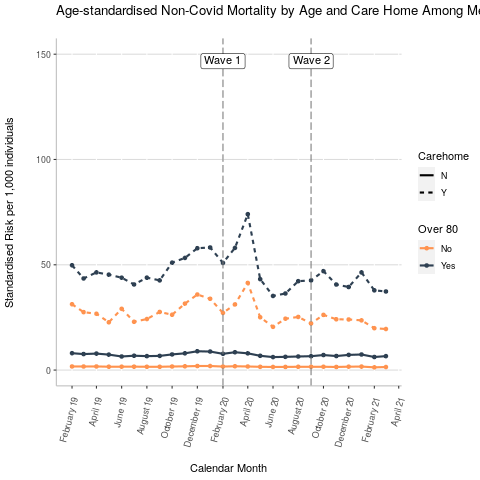 Age-standardised Non-Covid Mortality by Age and Care Home Among Me
150
100
50
0
Standardised Risk per 1,000 individuals
Wave 1
Wave 2
February 19
April 19
June 19
August 19
October 19
December 19
February 20
April 20
June 20
August 20
October 20
December 20
February 21
April 21
Calendar Month
Carehome
N
Y
Over 80
No
Yes